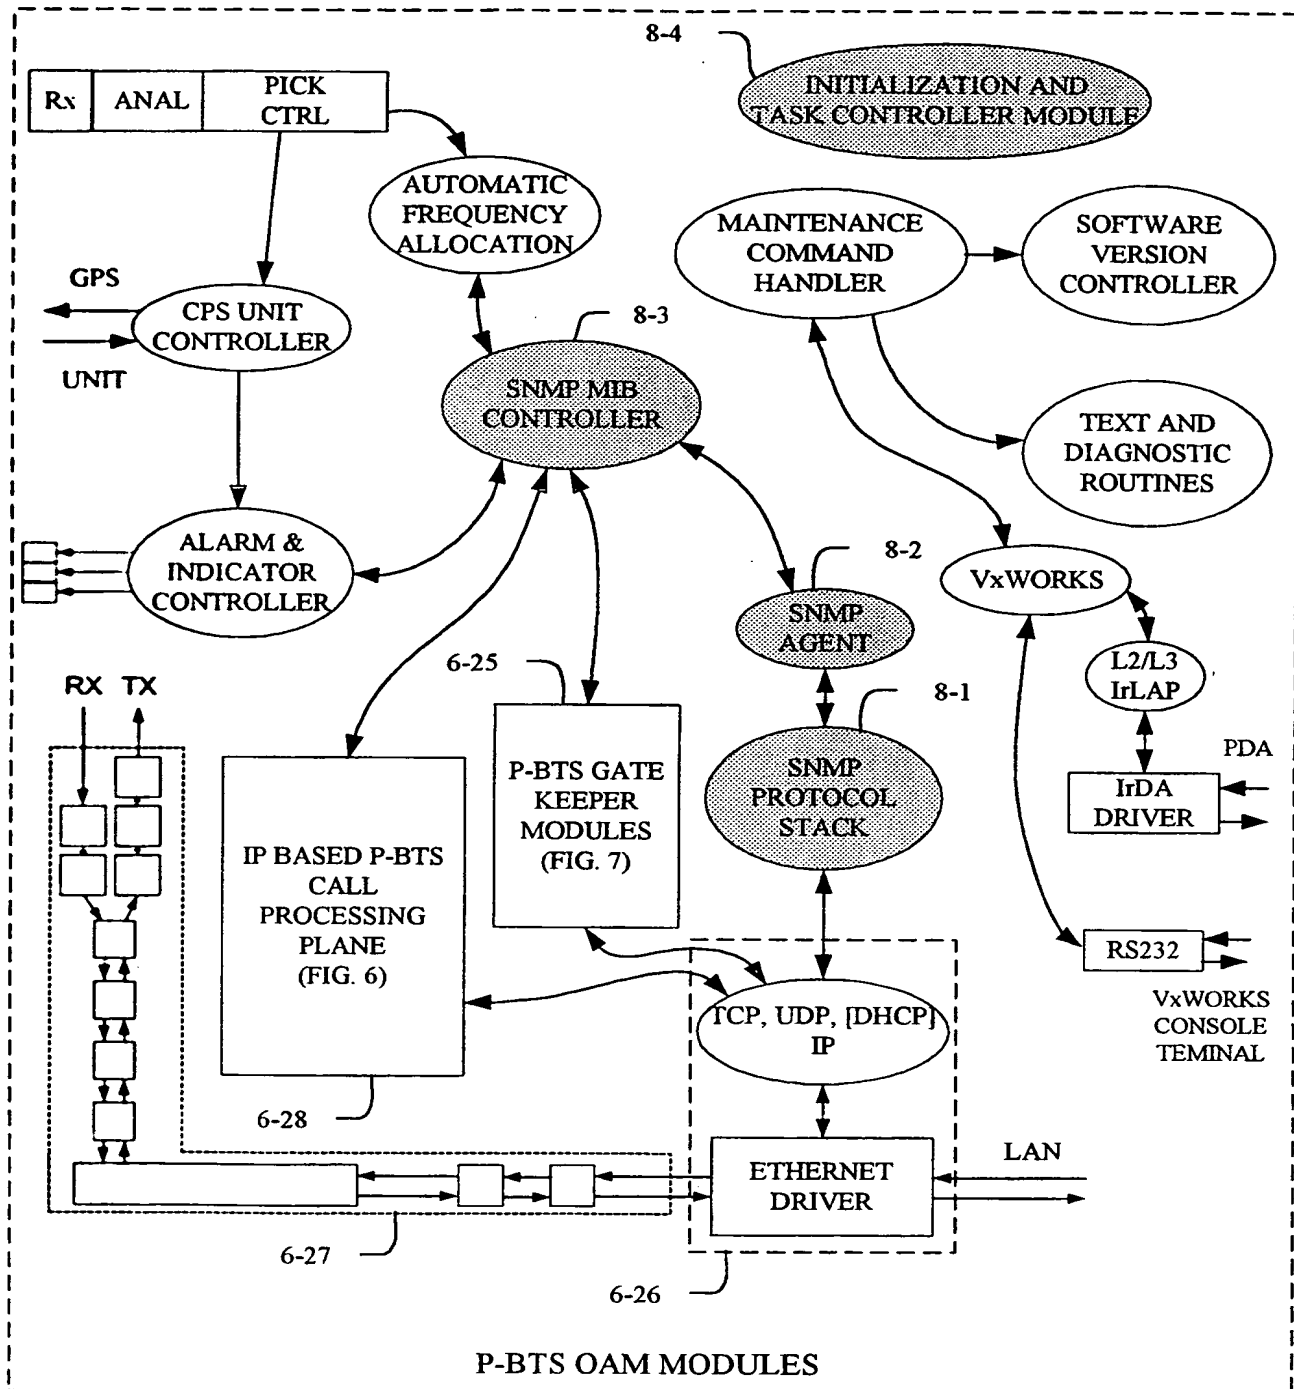 8-4
INITIALIZATION AND
TASK CONTROLLER MODULE
Rx
ANAL
PICK
CTRL
AUTOMATIC
FREQUENCY
ALLOCATION
MAINTENANCE
COMMAND
HANDLER
SOFTWARE
VERSION
CONTROLLER
GPS
UNIT
CPS UNIT
CONTROLLER
8-3
SNMP MIB
CONTROLLER
TEXT AND
DIAGNOSTIC
ROUTINES
ALARM &
INDICATOR
CONTROLLER
8-2
SNMP
AGENT
VxWORKS
L2/L3
IrLAP
6-25
8-1
RX
TX
P-BTS GATE
KEEPER
MODULES
(FIG. 7)
SNMP
PROTOCOL
STACK
PDA
IrDA
DRIVER
IP BASED P-BTS
CALL
PROCESSING
PLANE
(FIG. 6)
RS232
VxWORKS
CONSOLE
TEMINAL
TCP, UDP, [DHCP]
IP
6-28
ETHERNET
DRIVER
LAN
6-27
6-26
P-BTS OAM MODULES